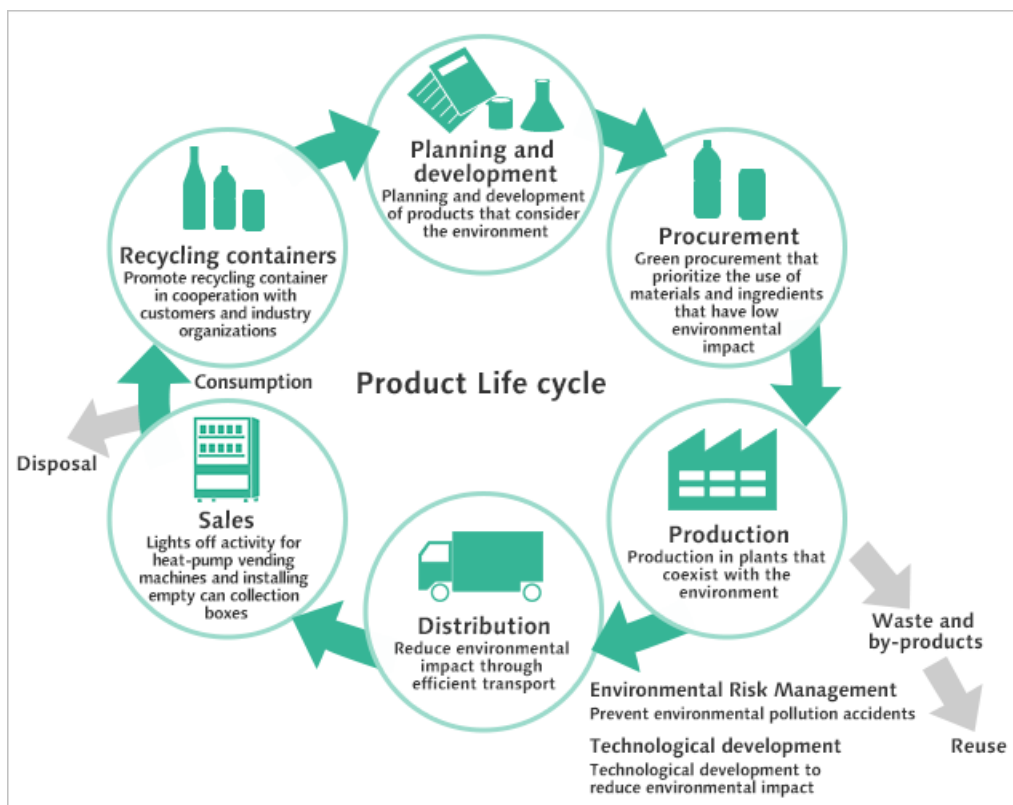 Planning and
development
Planning and development
of products that consider
the environment
Procurement
Green procurement that
prioritize the use of
materials and ingredients
that have low
environmental
impact
Production
Production in plants that
coexist with the
environment
Waste and
by-products
Reuse
Environmental Risk Management
Prevent environmental pollution accidents
Technological development
Technological development to
reduce environmental impact
Distribution
Reduce environmental
impact through
efficient transport
Sales
Lights off activity for
heat-pump vending
machines and installing
empty can collection
boxes
Disposal
Consumption
Recycling containers
Promote recycling container
in cooperation with
customers and industry
organizations
Product Life cycle